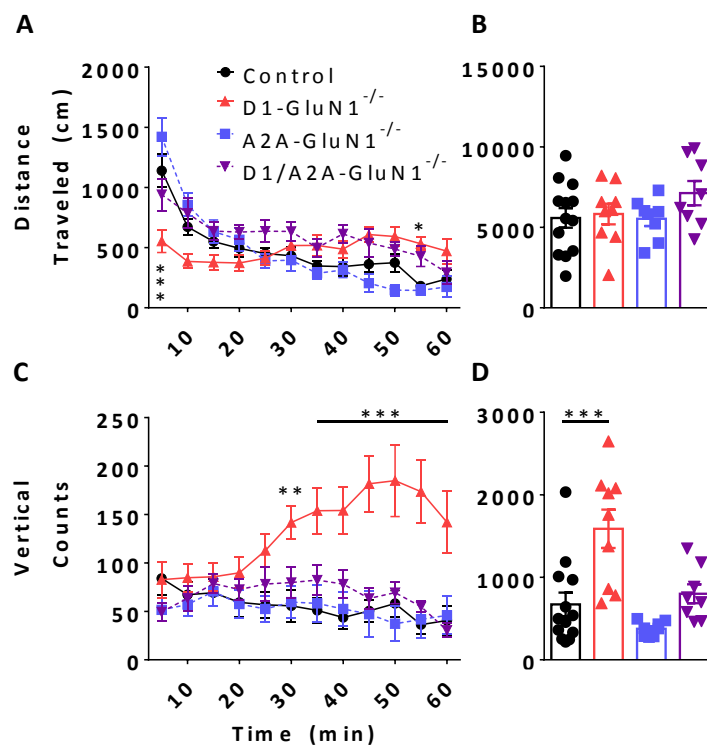 A
B
Distance
Traveled (cm)
2000
1500
1000
500
0
Control
D1-GluN1-/-
A2A-GluN1-/-
D1/A2A-GluN1-/-
***
*
10 20 30 40 50 60
15000
10000
5000
0
C
D
Vertical
Counts
250
200
150
100
50
0
**
***
10 20 30 40 50 60
Time (min)
3000
2000
1000
0
***